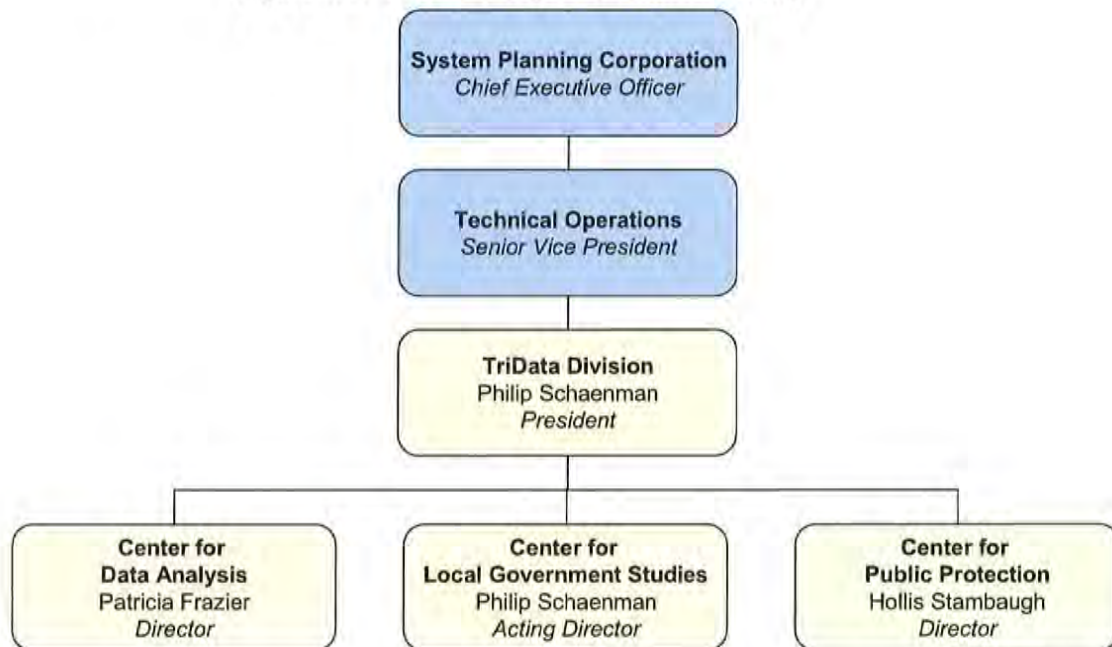 System Planning Corporation
Chief Executive Officer
Technical Operations
Senior Vice President
TriData Division
Philip Schaenman
President
Center for
Data Analysis
Patricia Frazier
Director
Center for
Local Government Studies
Philip Schaenman
Acting Director
Center for
Public Protection
Hollis Stambaugh
Director